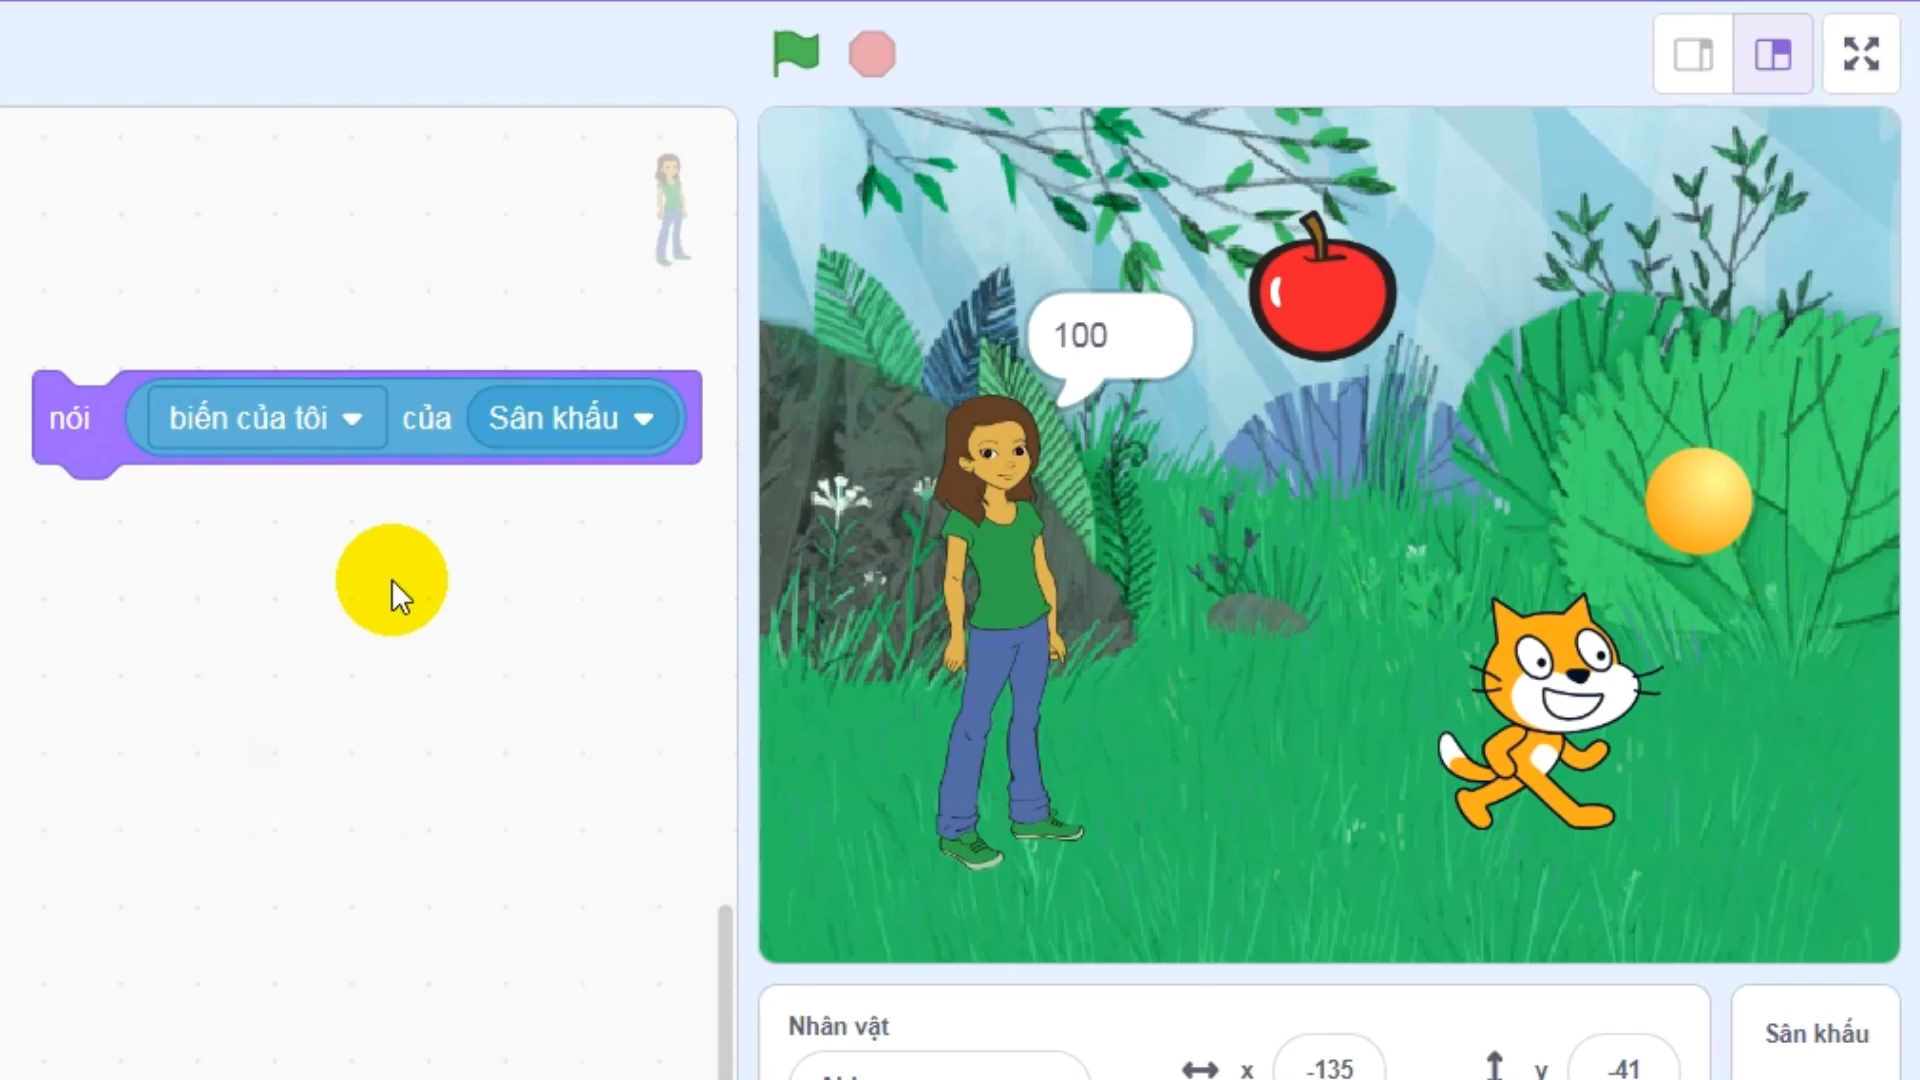 100
nói biến của tôi của Sân khấu
Nhân vật
Sân khấu
x -135 y -41